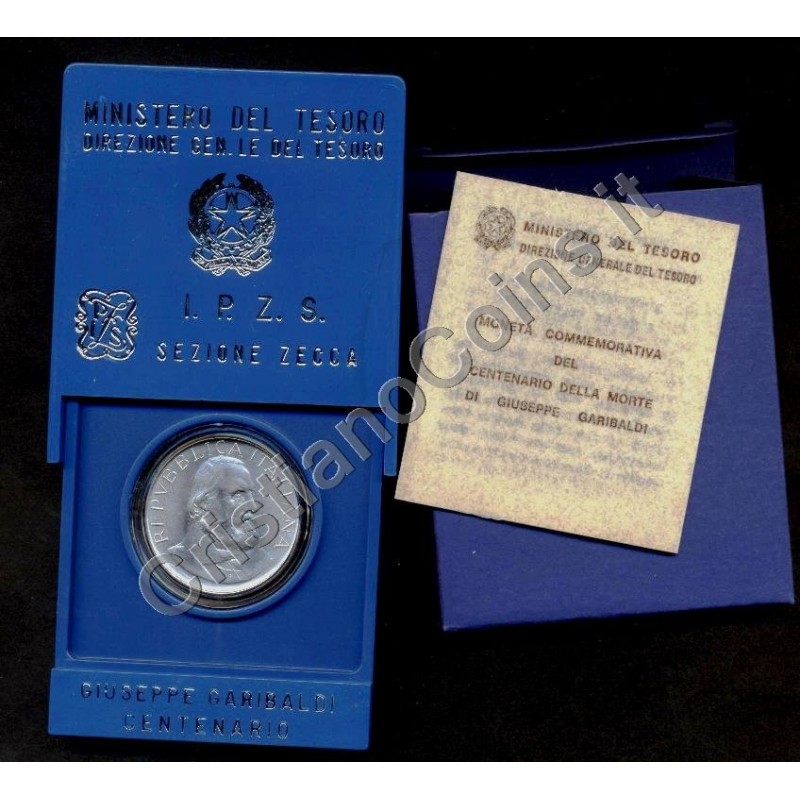 MINISTERO DEL TESORO
DIREZIONE GEN.LE DEL TESORO
I. P. Z. S.
SEZIONE ZECCA
REPVBBLICA ITALIANA
GIUSEPPE GARIBALDI
CENTENARIO
MINISTERO DEL TESORO
DIREZIONE GENERALE DEL TESORO
MONETA COMMEMORATIVA
DEL
CENTENARIO DELLA MORTE
DI GIUSEPPE GARIBALDI
CristianoCoins.it